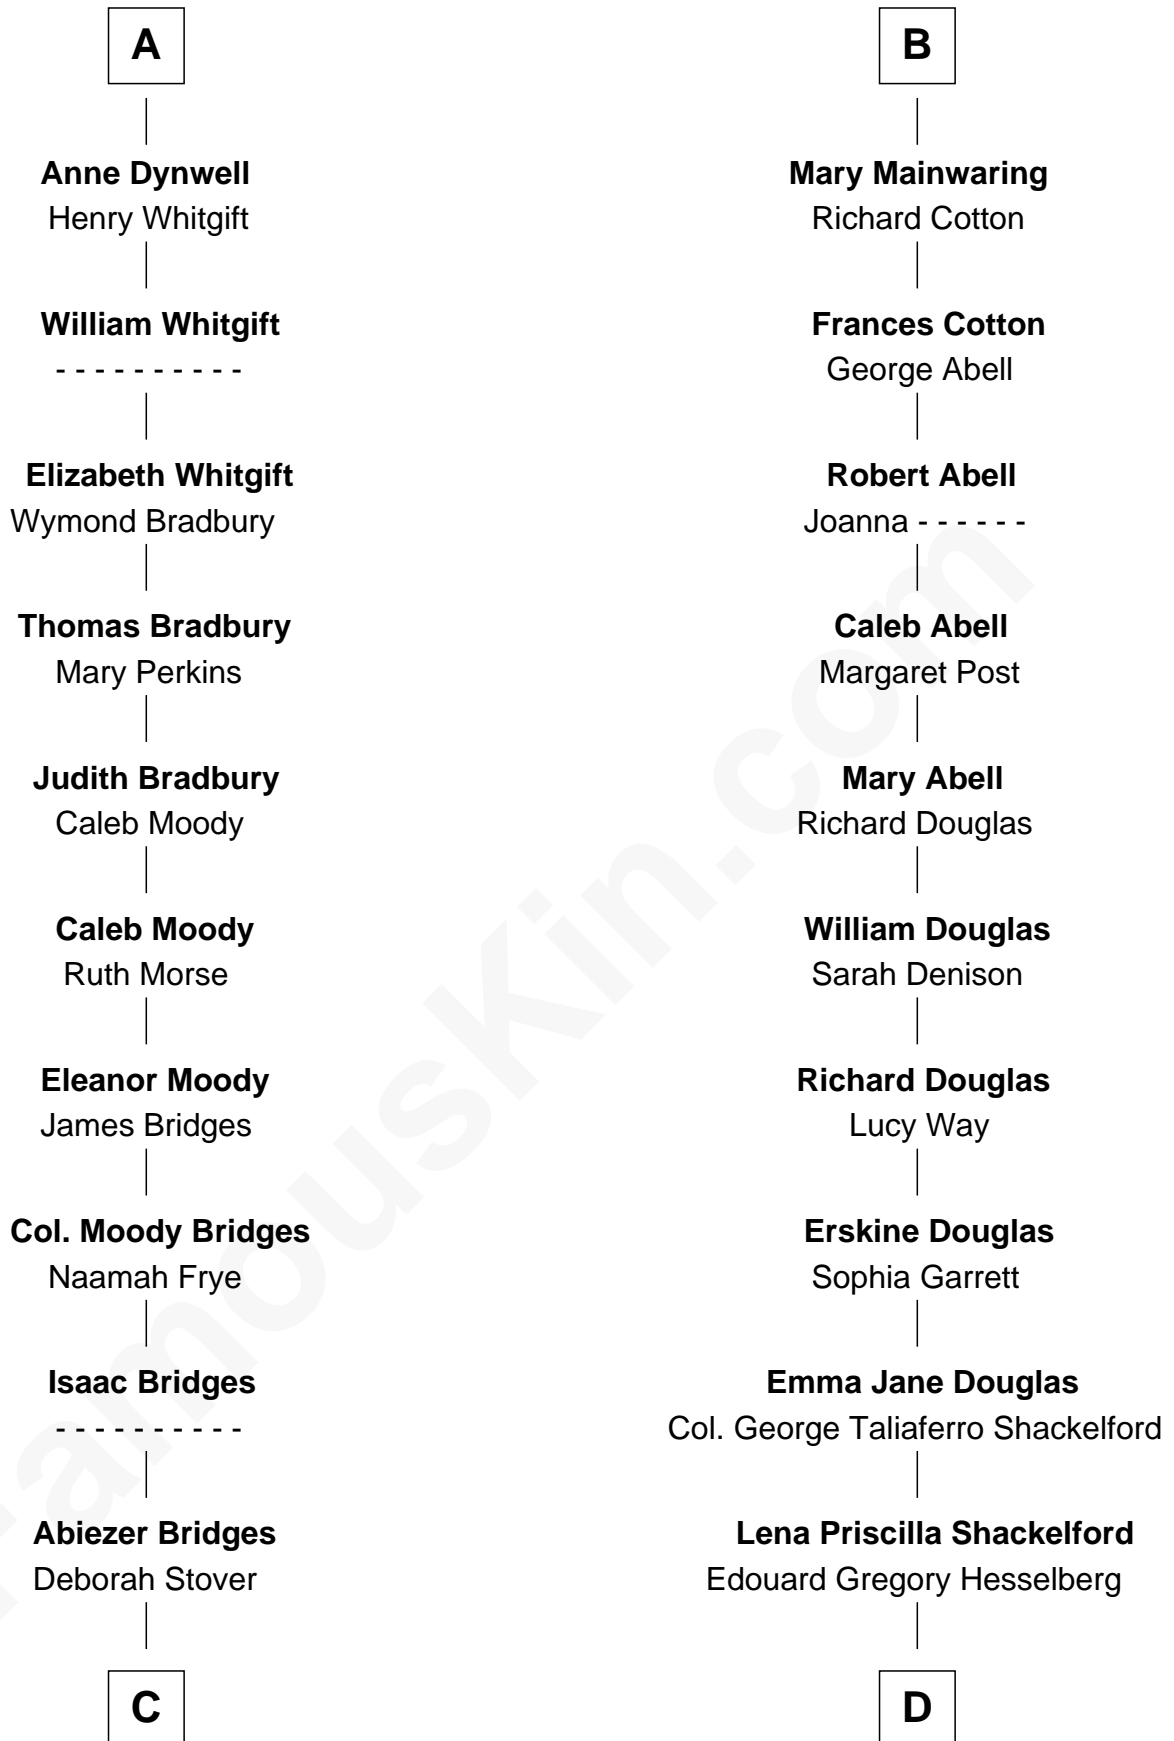 A
Anne Dynwell
Henry Whitgift
William Whitgift
- - - - - - - - - -
Elizabeth Whitgift
Wymond Bradbury
Thomas Bradbury
Mary Perkins
Judith Bradbury
Caleb Moody
Caleb Moody
Ruth Morse
Eleanor Moody
James Bridges
Col. Moody Bridges
Naamah Frye
Isaac Bridges
- - - - - - - - - -
Abiezer Bridges
Deborah Stover
C
B
Mary Mainwaring
Richard Cotton
Frances Cotton
George Abell
Robert Abell
Joanna - - - - - -
Caleb Abell
Margaret Post
Mary Abell
Richard Douglas
William Douglas
Sarah Denison
Richard Douglas
Lucy Way
Erskine Douglas
Sophia Garrett
Emma Jane Douglas
Col. George Taliaferro Shackelford
Lena Priscilla Shackelford
Edouard Gregory Hesselberg
D
FamousKin.com